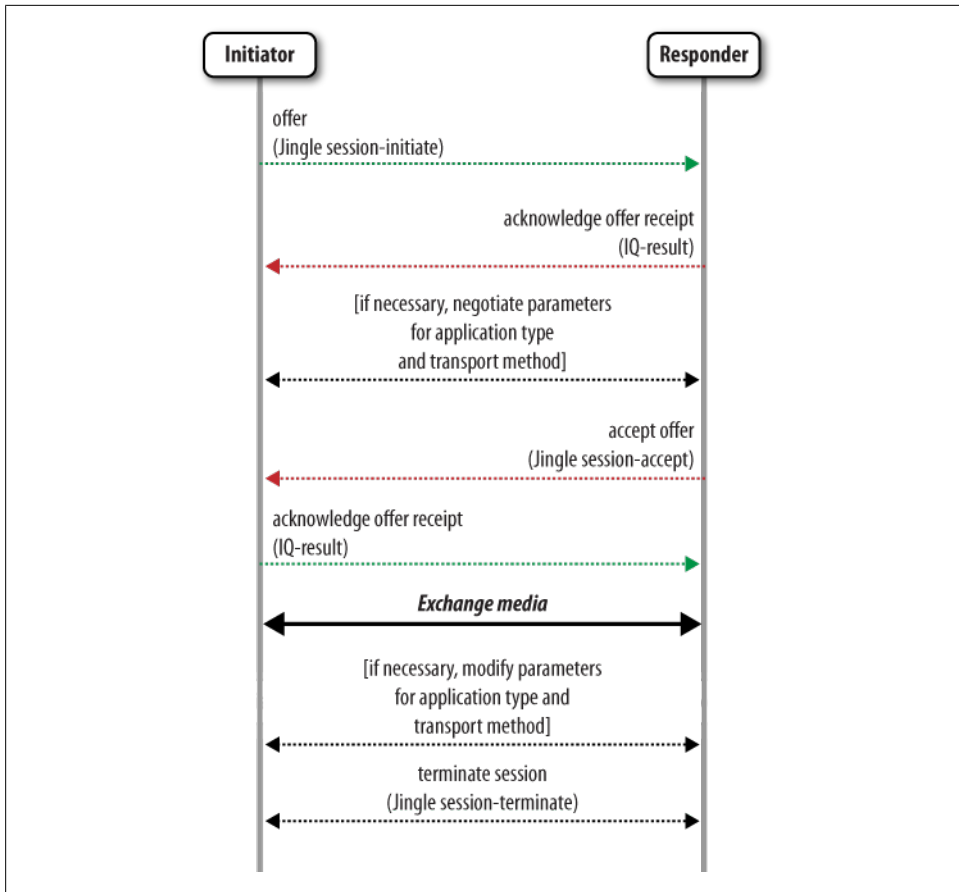 Initiator
Responder
offer
(Jingle session-initiate)
acknowledge offer receipt
(IQ-result)
[if necessary, negotiate parameters
for application type
and transport method]
accept offer
(Jingle session-accept)
acknowledge offer receipt
(IQ-result)
Exchange media
[if necessary, modify parameters
for application type and
transport method]
terminate session
(Jingle session-terminate)